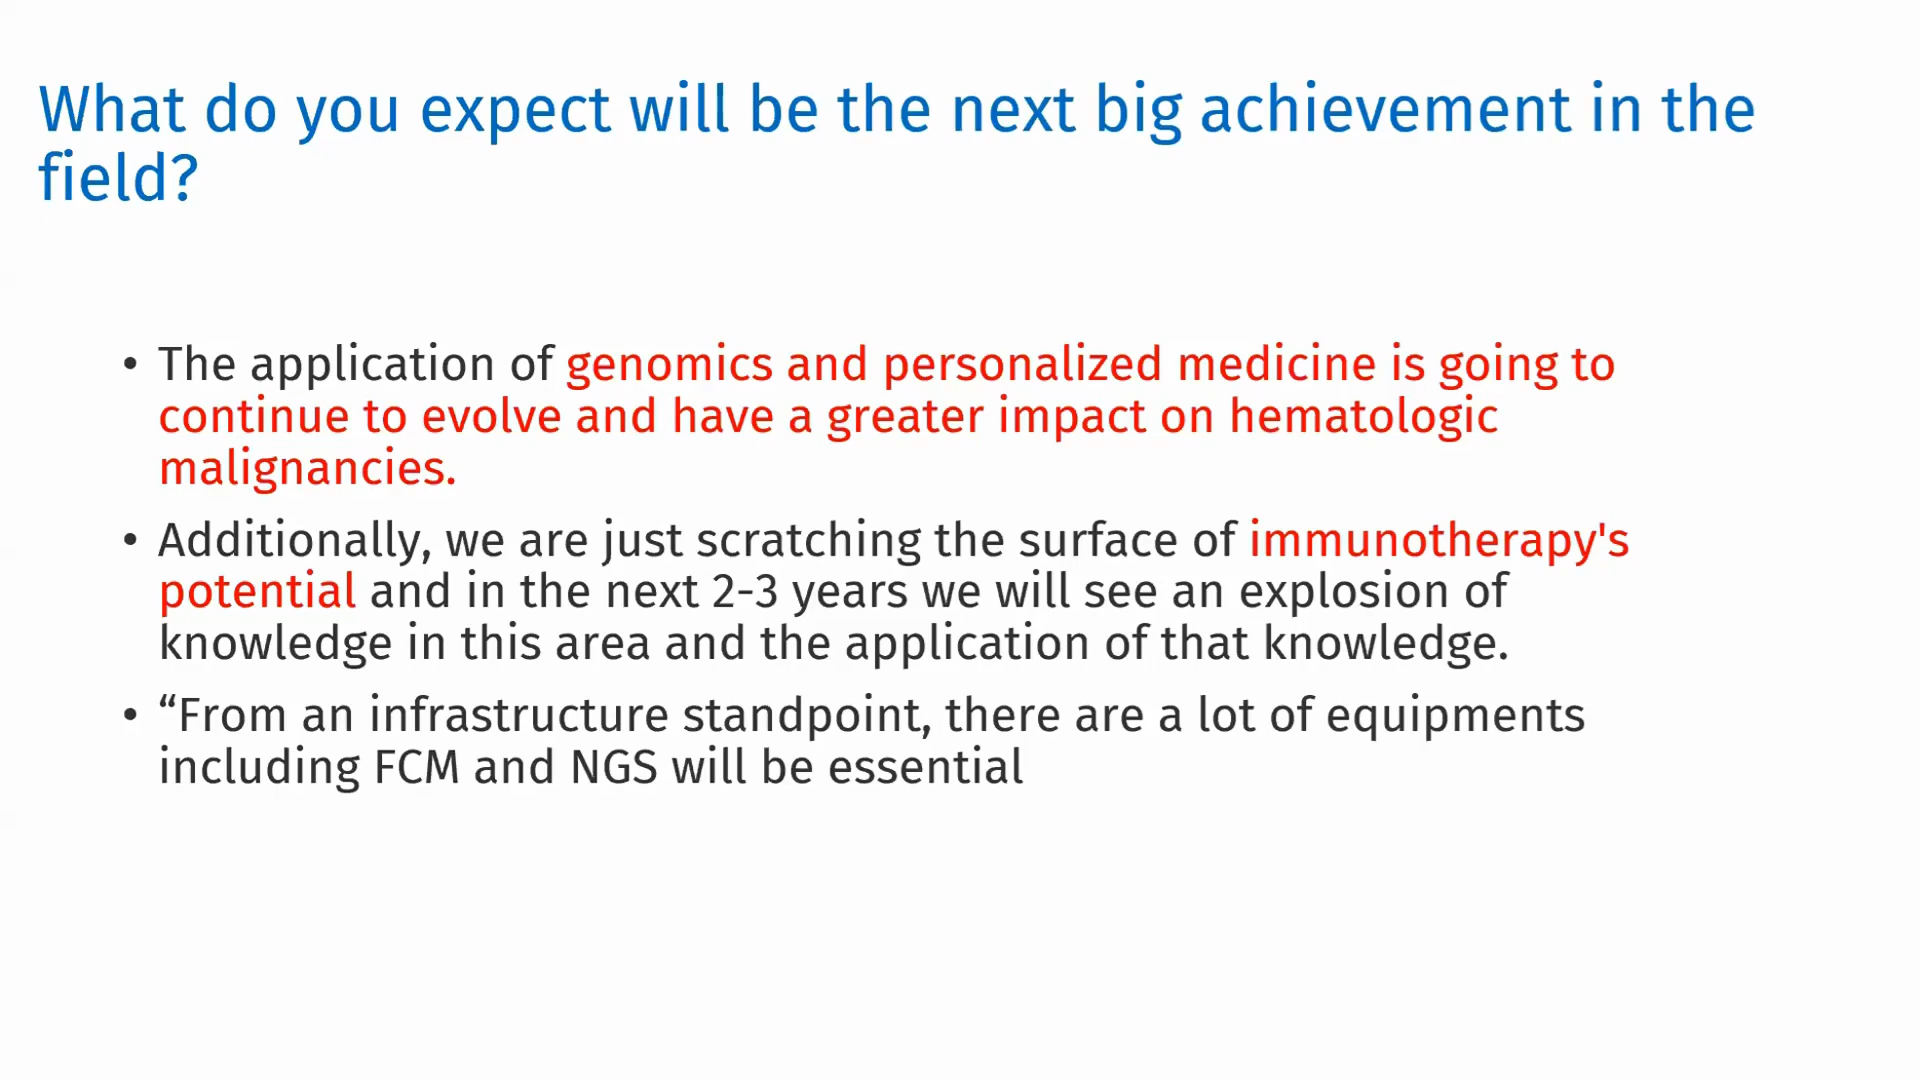 What do you expect will be the next big achievement in the
field?
• The application of genomics and personalized medicine is going to
continue to evolve and have a greater impact on hematologic
malignancies.
• Additionally, we are just scratching the surface of immunotherapy's
potential and in the next 2-3 years we will see an explosion of
knowledge in this area and the application of that knowledge.
• “From an infrastructure standpoint, there are a lot of equipments
including FCM and NGS will be essential